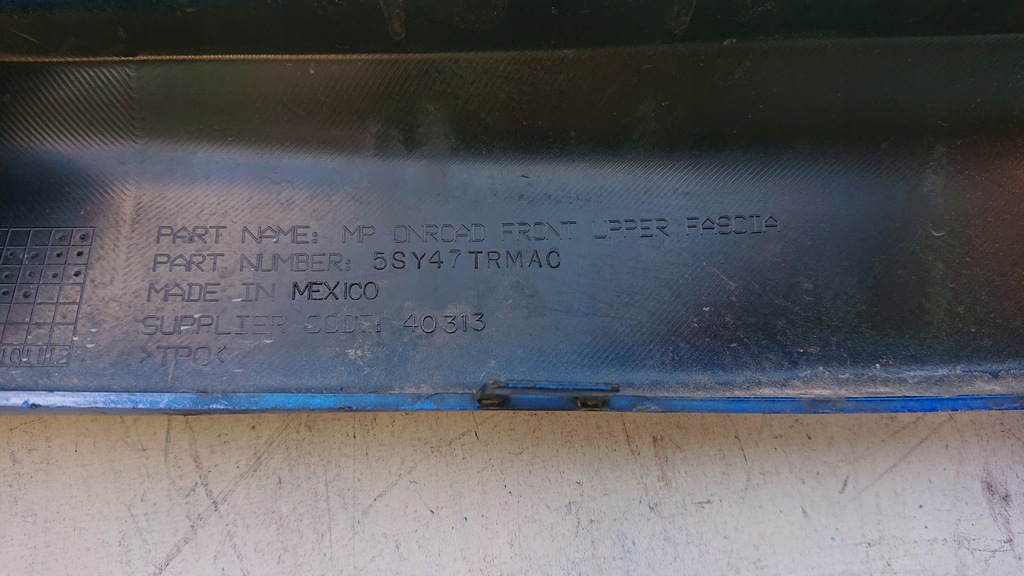 PART NAME: MP ONROAD FRONT UPPER FASCIA
PART NUMBER: 5SY47TRMAC
MADE IN MEXICO
SUPPLIER CODE: 40313
>TPO<